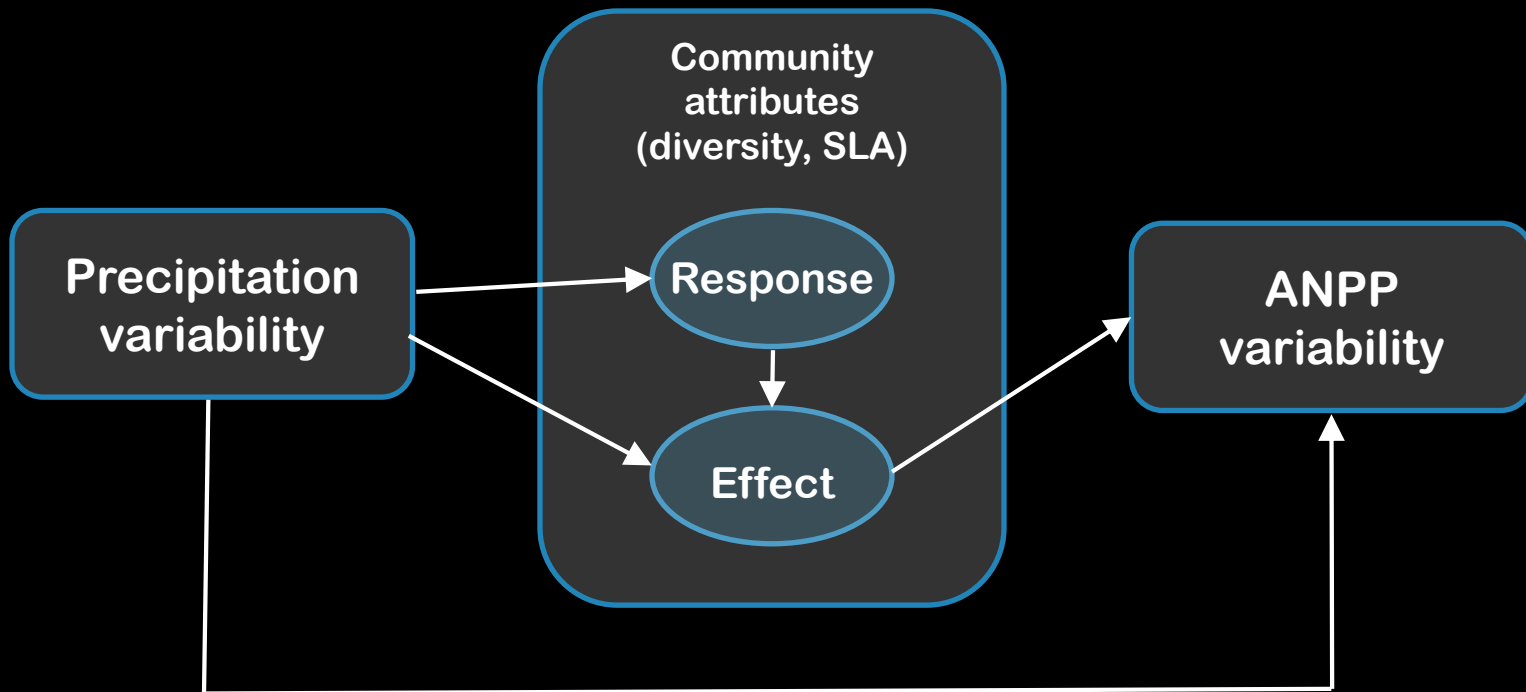 Community
attributes
(diversity, SLA)
Precipitation
variability
Response
Effect
ANPP
variability